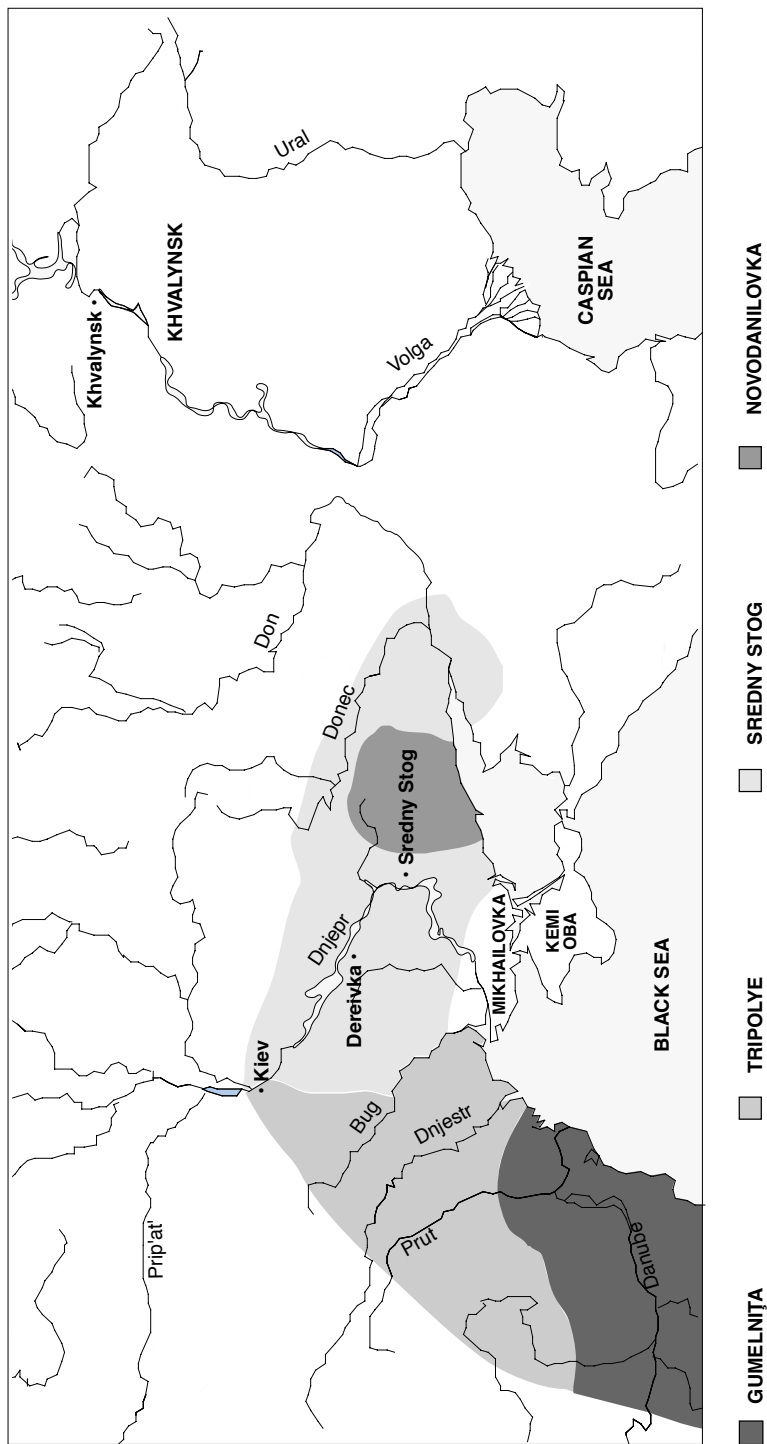 Ural
KHVALYNSK
Khvalynsk
CASPIAN
SEA
Volga
Don
Donec
Sredny Stog
Dnjepr
Dereivka
MIKHAILOVKA
KEMI
OBA
BLACK SEA
Kiev
Bug
Dnjestr
Prip'at'
Prut
Danube
GUMELNIŢA
TRIPOLYE
SREDNY STOG
NOVODANILOVKA